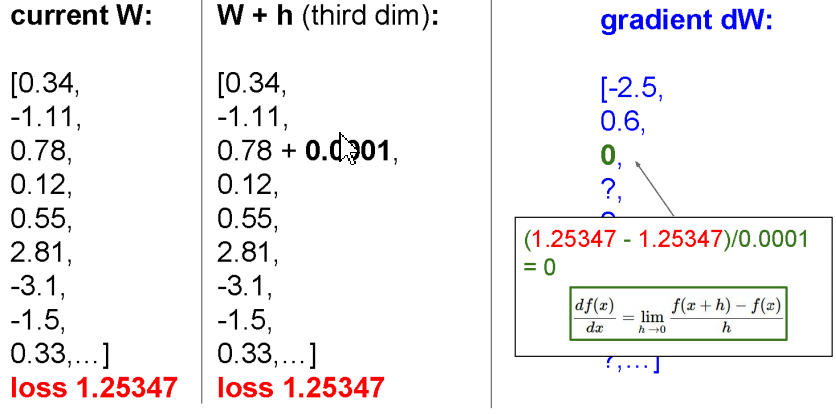 current W:
[0.34,
-1.11,
0.78,
0.12,
0.55,
2.81,
-3.1,
-1.5,
0.33,...]
loss 1.25347
W + h (third dim):
[0.34,
-1.11,
0.78 + 0.0001,
0.12,
0.55,
2.81,
-3.1,
-1.5,
0.33,...]
loss 1.25347
gradient dW:
[-2.5,
0.6,
0,
?,
(1.25347 - 1.25347)/0.0001
= 0
df(x)/dx = lim h→0 f(x + h) − f(x)/h
?,...]